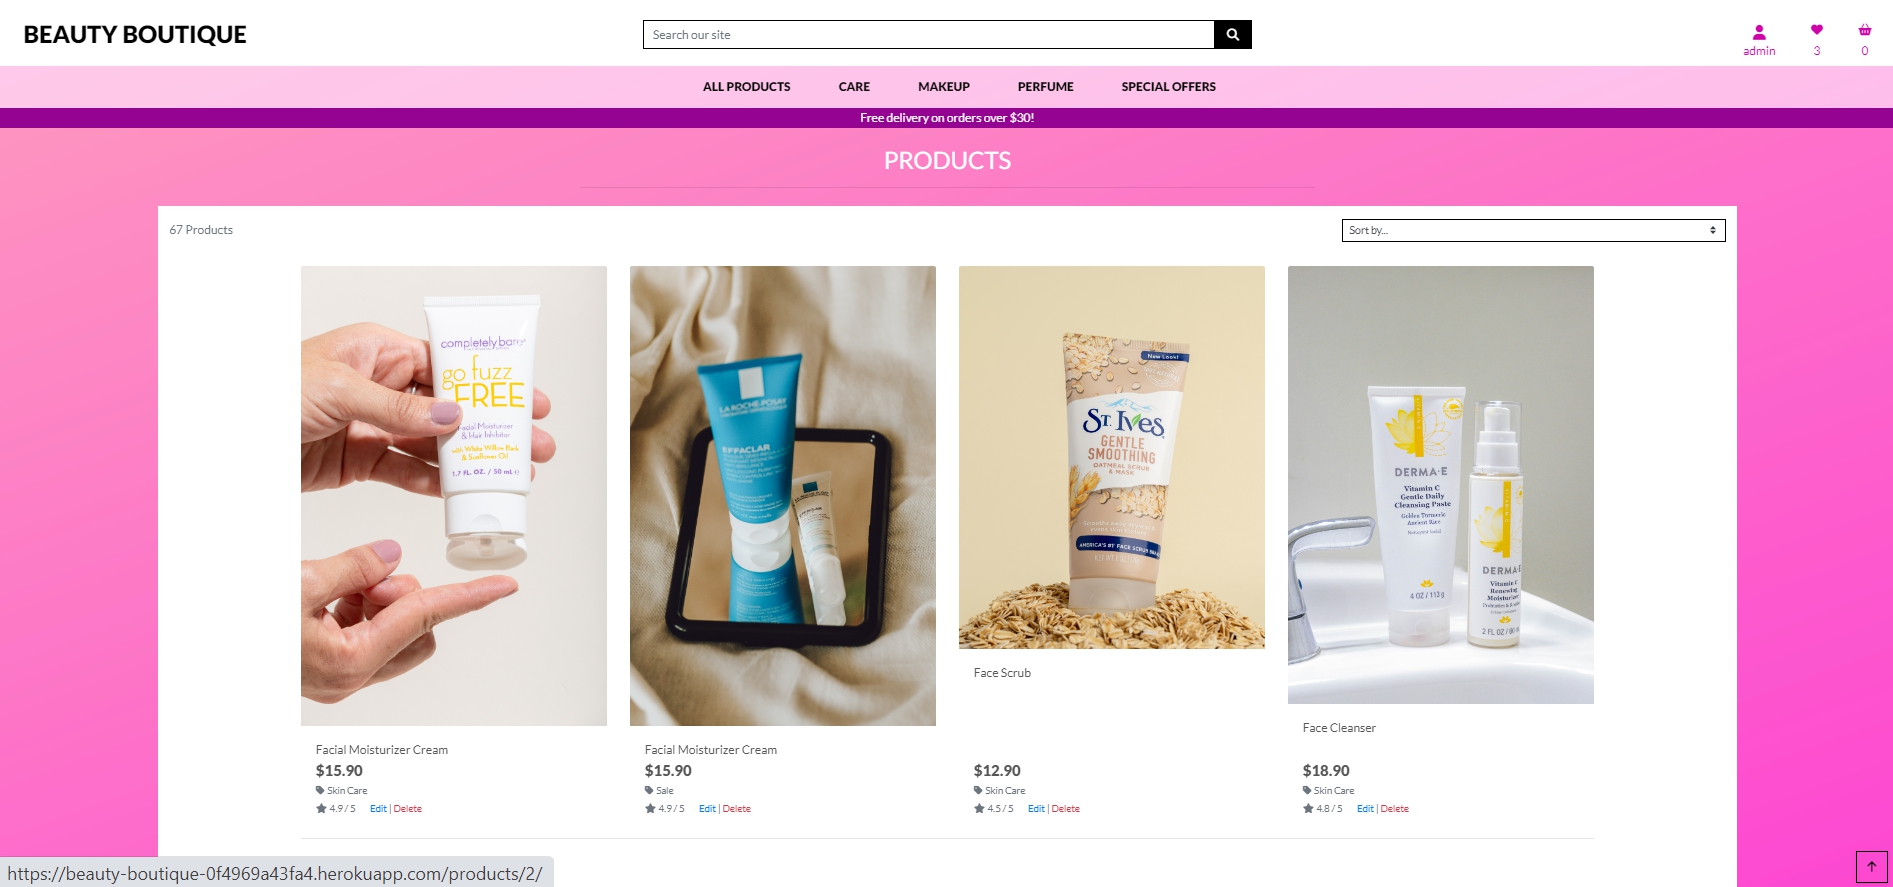 BEAUTY BOUTIQUE
Search our site
admin
3
0
ALL PRODUCTS
CARE
MAKEUP
PERFUME
SPECIAL OFFERS
Free delivery on orders over $30!
PRODUCTS
67 Products
Sort by...
completely bare
go fuzz
FREE
Facial Moisturizer
& Hair Inhibitor
with White Willow Bark
& Sunflower Oil
1.7 FL. OZ. / 50 mL e
LA ROCHE-POSAY
EFFACLAR
New Look!
ST. Ives
GENTLE
SMOOTHING
OATMEAL SCRUB
& MASK
AMERICA'S #1 FACE SCRUB
DERMA·E
Vitamin C
Gentle Daily
Cleansing Paste
Golden Turmeric
Ancient Rice
4 OZ / 113 g
VITAMIN C
DERMA·E
Vitamin C
Renewing
Moisturizer
2 FL OZ / 60
Facial Moisturizer Cream
$15.90
Skin Care
4.9 / 5 Edit | Delete
Facial Moisturizer Cream
$15.90
Sale
4.9 / 5 Edit | Delete
Face Scrub
$12.90
Skin Care
4.5 / 5 Edit | Delete
Face Cleanser
$18.90
Skin Care
4.8 / 5 Edit | Delete
https://beauty-boutique-0f4969a43fa4.herokuapp.com/products/2/